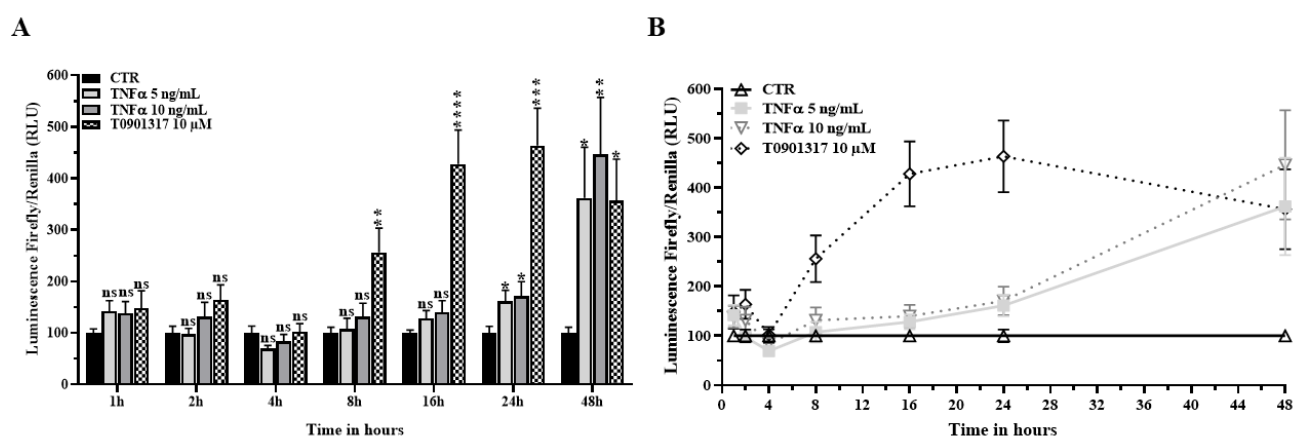 A
Luminescence Firefly/Renilla (RLU)
600
500
400
300
200
100
0
CTR
TNFα 5 ng/mL
TNFα 10 ng/mL
T0901317 10 µM
ns ns ns
ns ns ns
ns ns ns
ns ns **
ns ns ****
* * ***
* ** *
1h 2h 4h 8h 16h 24h 48h
Time in hours
B
Luminescence Firefly/Renilla (RLU)
600
500
400
300
200
100
0
CTR
TNFα 5 ng/mL
TNFα 10 ng/mL
T0901317 10 µM
0 4 8 12 16 20 24 28 32 36 40 44 48
Time in hours